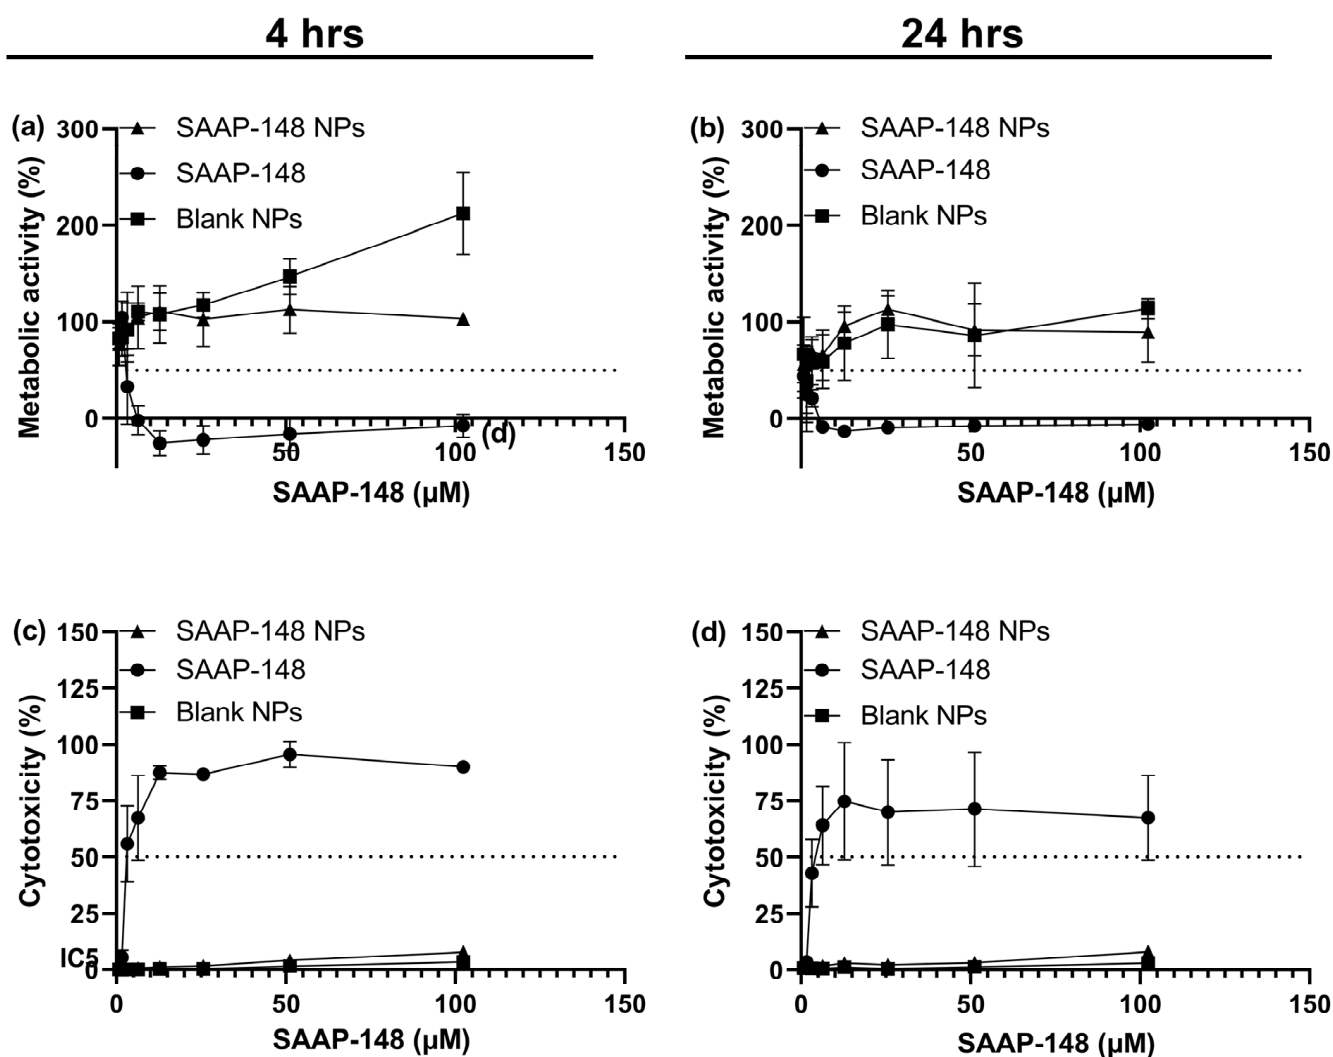 4 hrs
24 hrs
(a)
300
200
100
0
Metabolic activity (%)
SAAP-148 NPs
SAAP-148
Blank NPs
50
100
150
(d)
SAAP-148 (µM)
(b)
300
200
100
0
Metabolic activity (%)
SAAP-148 NPs
SAAP-148
Blank NPs
50
100
150
SAAP-148 (µM)
(c)
150
125
100
75
50
25
0
IC5
Cytotoxicity (%)
SAAP-148 NPs
SAAP-148
Blank NPs
0
50
100
150
SAAP-148 (µM)
(d)
150
125
100
75
50
25
0
Cytotoxicity (%)
SAAP-148 NPs
SAAP-148
Blank NPs
0
50
100
150
SAAP-148 (µM)